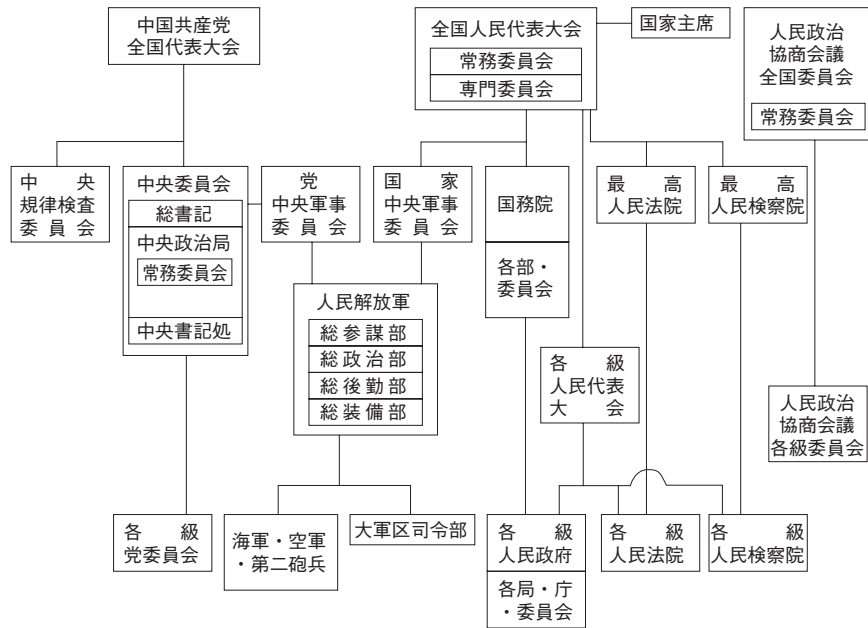 中国共産党
全国代表大会
全国人民代表大会
常務委員会
専門委員会
国家主席
人民政治
協商会議
全国委員会
常務委員会
中央
規律検査
委員会
中央委員会
総書記
中央政治局
常務委員会
中央書記処
党
中央軍事
委員会
国家
中央軍事
委員会
国務院
各部・
委員会
最高
人民法院
最高
人民検察院
人民解放軍
総参謀部
総政治部
総後勤部
総装備部
各級
人民代表
大会
人民政治
協商会議
各級委員会
各級
党委員会
海軍・空軍
・第二砲兵
大軍区司令部
各級
人民政府
各局・庁
・委員会
各級
人民法院
各級
人民検察院